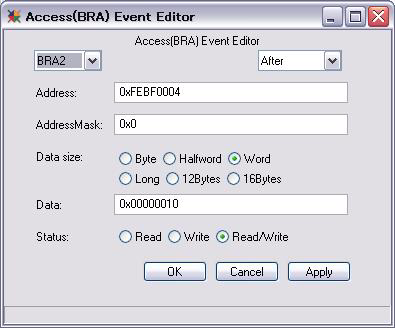 Access(BRA) Event Editor
Access(BRA) Event Editor
BRA2 After
Address: 0xFEBF0004
AddressMask: 0x0
Data size: Byte Halfword Word
Long 12Bytes 16Bytes
Data: 0x00000010
Status: Read Write Read/Write
OK Cancel Apply